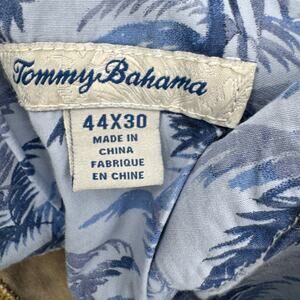 Tommy Bahama
44X30
MADE IN
CHINA
FABRIQUE
EN CHINE